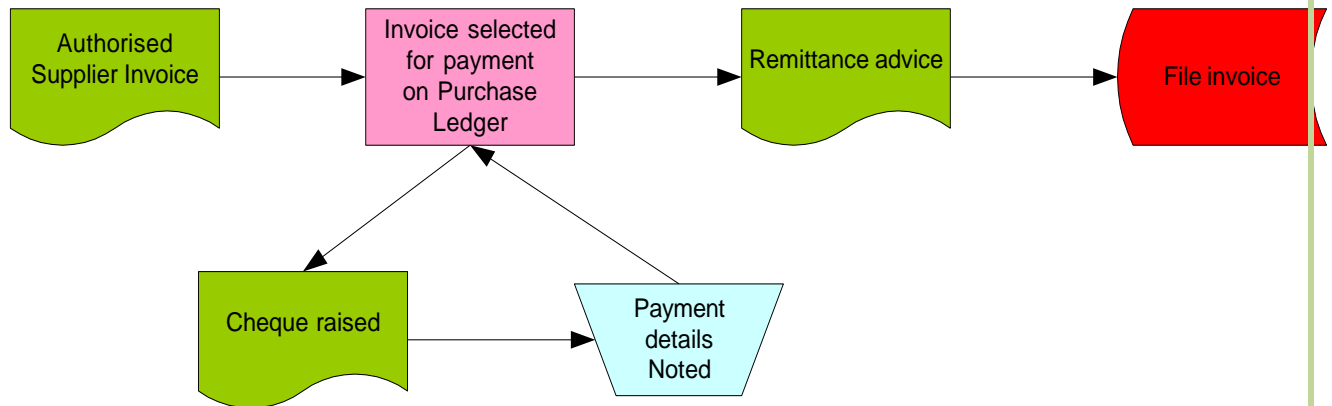 Authorised
Supplier Invoice
Invoice selected
for payment
on Purchase
Ledger
Remittance advice
File invoice
Cheque raised
Payment
details
Noted